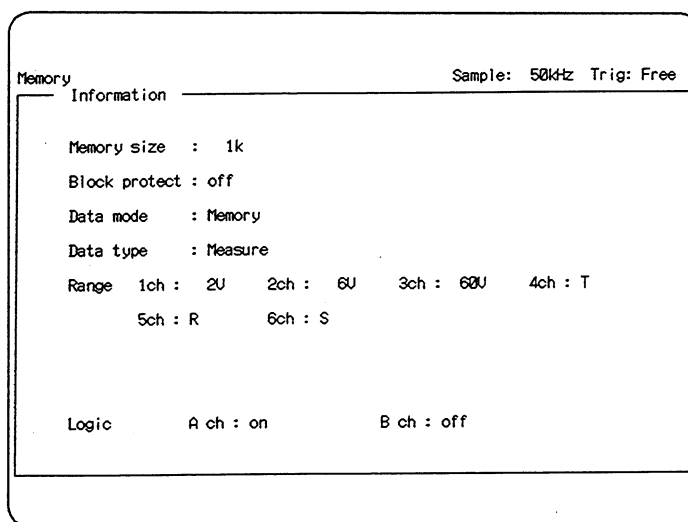 Memory Sample: 50kHz Trig: Free
Information
Memory size : 1k
Block protect : off
Data mode : Memory
Data type : Measure
Range 1ch : 2V 2ch : 6V 3ch : 60V 4ch : T
5ch : R 6ch : S
Logic A ch : on B ch : off